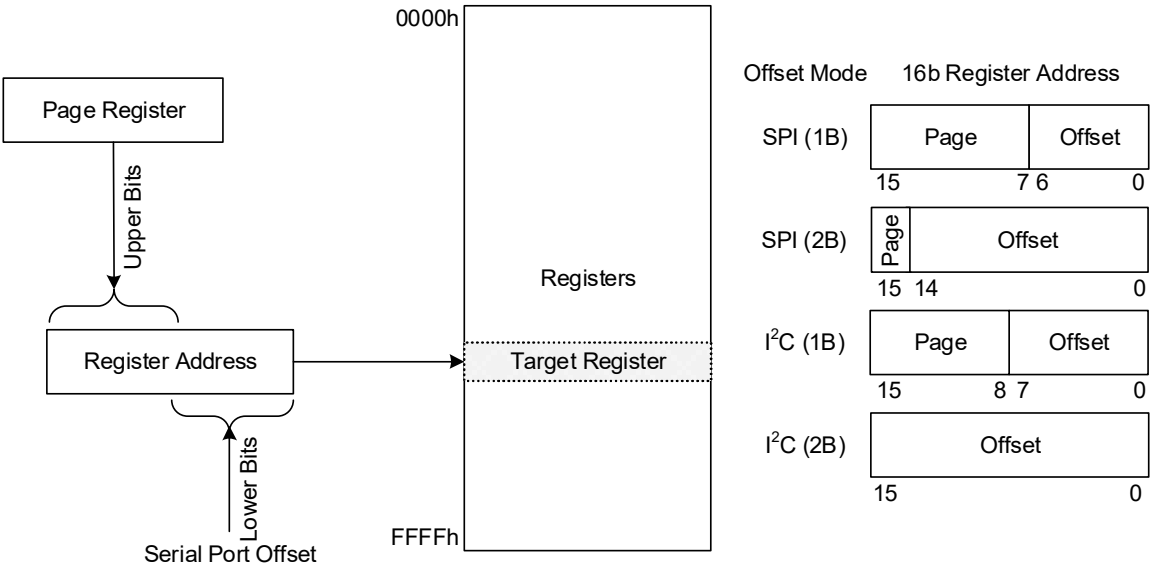 0000h
Page Register
Upper Bits
Register Address
Lower Bits
Serial Port Offset
Registers
Target Register
FFFFh
Offset Mode 16b Register Address
SPI (1B) Page Offset
15 7 6 0
SPI (2B) Page Offset
15 14 0
I²C (1B) Page Offset
15 8 7 0
I²C (2B) Offset
15 0